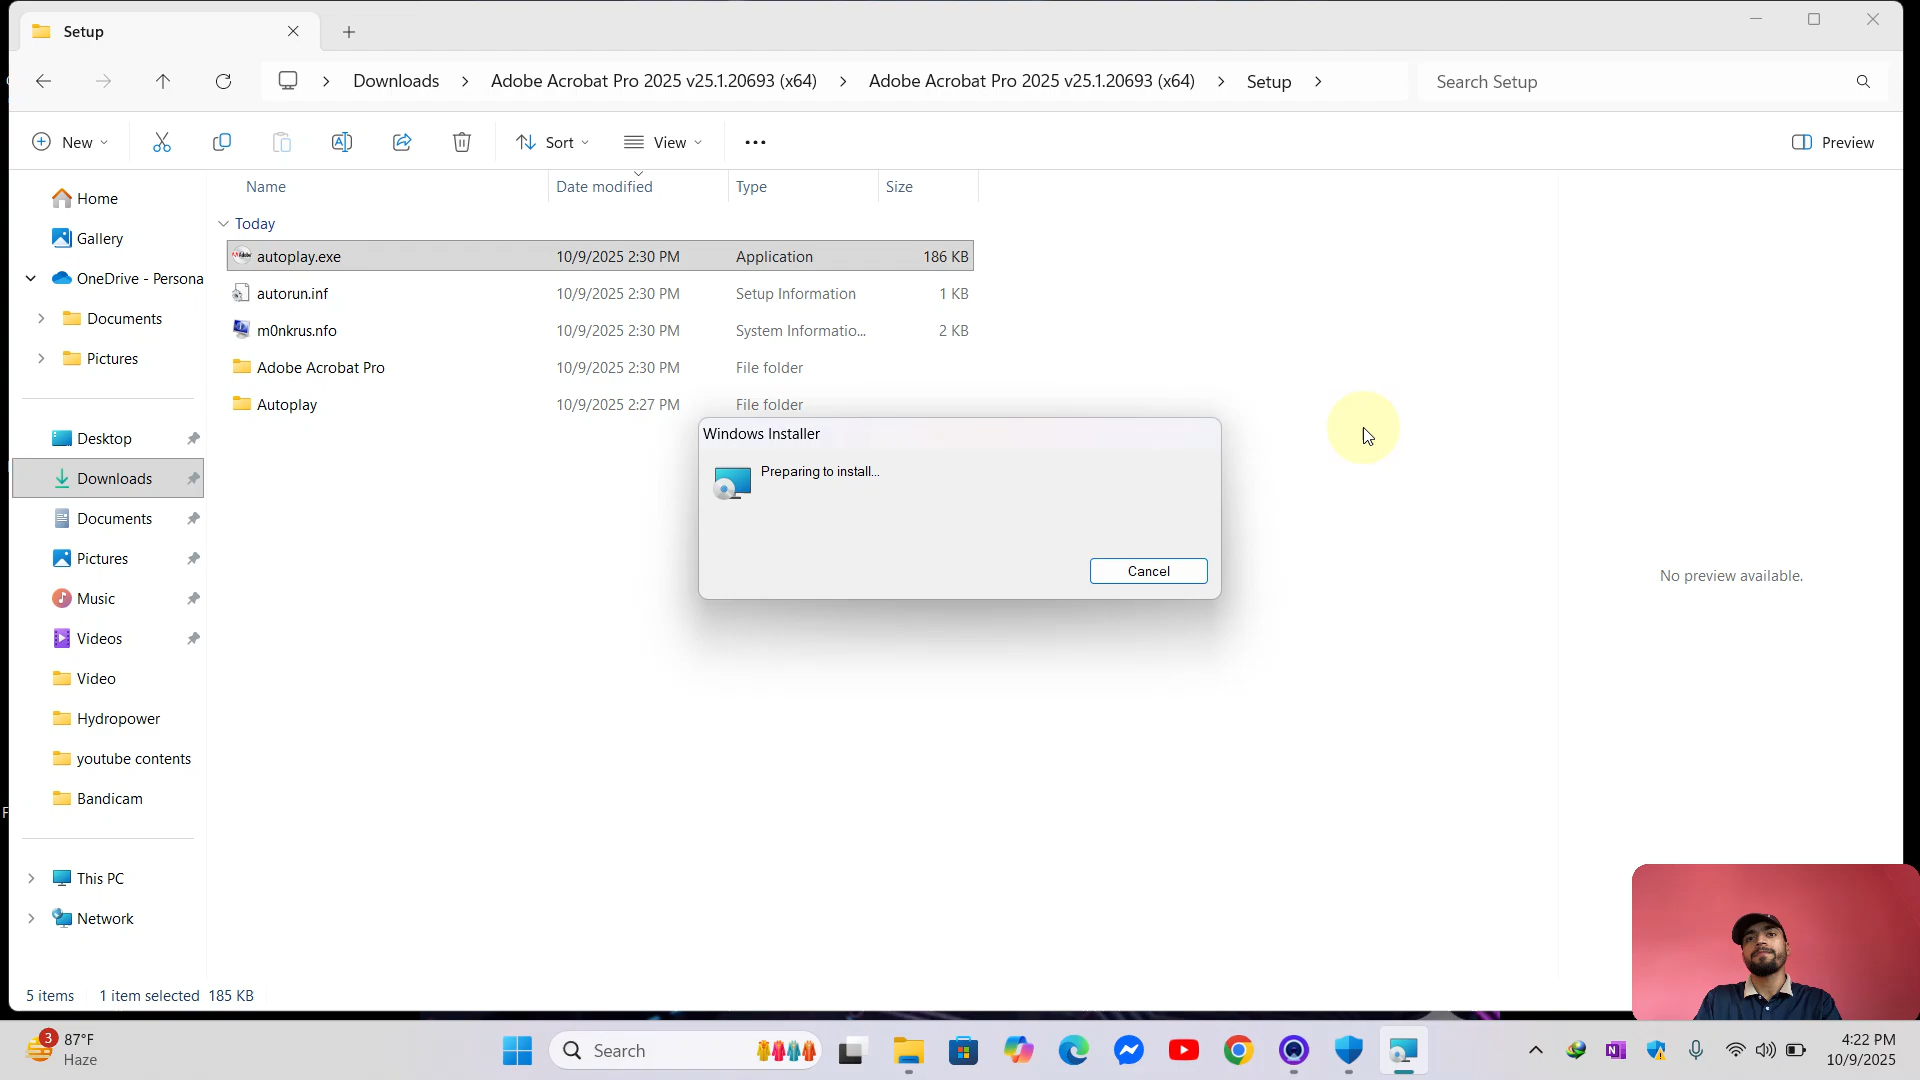 Setup
Downloads > Adobe Acrobat Pro 2025 v25.1.20693 (x64) > Adobe Acrobat Pro 2025 v25.1.20693 (x64) > Setup >
Search Setup
New
Sort
View
Preview
Name
Date modified
Type
Size
Today
autoplay.exe 10/9/2025 2:30 PM Application 186 KB
autorun.inf 10/9/2025 2:30 PM Setup Information 1 KB
m0nkrus.nfo 10/9/2025 2:30 PM System Informatio... 2 KB
Adobe Acrobat Pro 10/9/2025 2:30 PM File folder
Autoplay 10/9/2025 2:27 PM File folder
Home
Gallery
OneDrive - Persona
Documents
Pictures
Desktop
Downloads
Documents
Pictures
Music
Videos
Video
Hydropower
youtube contents
Bandicam
This PC
Network
Windows Installer
Preparing to install...
Cancel
No preview available.
5 items 1 item selected 185 KB
3
87°F
Haze
Search
4:22 PM
10/9/2025